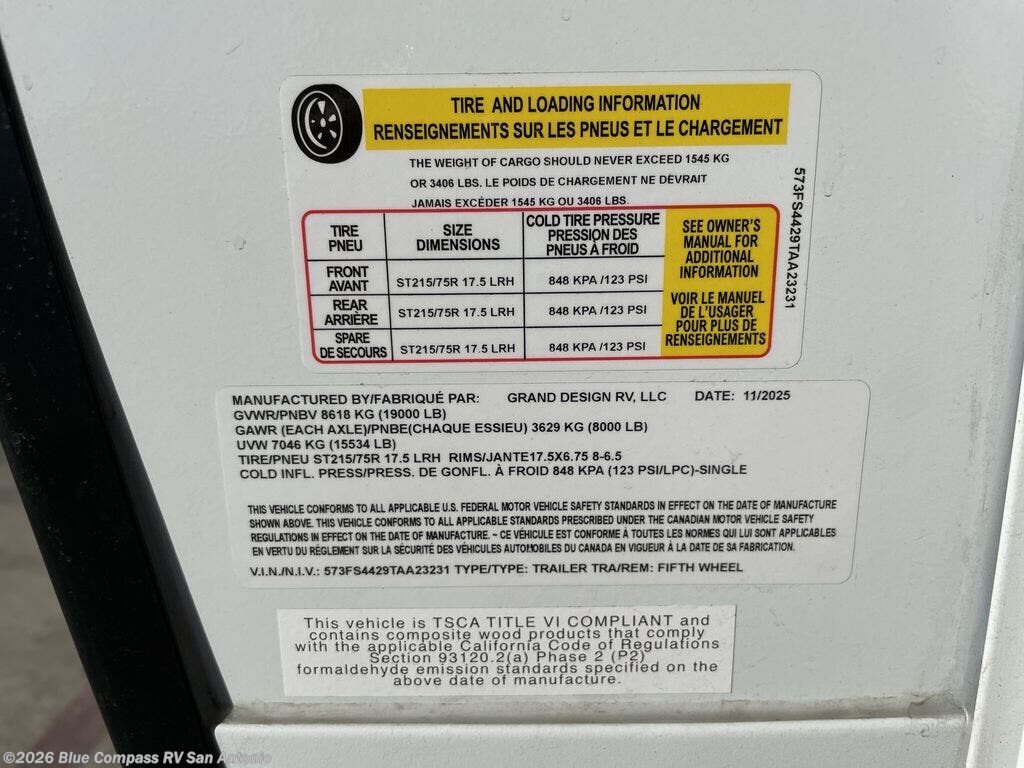 TIRE AND LOADING INFORMATION
RENSEIGNEMENTS SUR LES PNEUS ET LE CHARGEMENT
THE WEIGHT OF CARGO SHOULD NEVER EXCEED 1545 KG
OR 3406 LBS. LE POIDS DE CHARGEMENT NE DÈVRAIT
JAMAIS EXCÉDER 1545 KG OU 3406 LBS.
TIRE
PNEU
SIZE
DIMENSIONS
COLD TIRE PRESSURE
PRESSION DES
PNEUS À FROID
FRONT
AVANT
ST215/75R 17.5 LRH
848 KPA /123 PSI
REAR
ARRIÈRE
ST215/75R 17.5 LRH
848 KPA /123 PSI
SPARE
DE SECOURS
ST215/75R 17.5 LRH
848 KPA /123 PSI
SEE OWNER'S
MANUAL FOR
ADDITIONAL
INFORMATION
VOIR LE MANUEL
DE L'USAGER
POUR PLUS DE
RENSEIGNEMENTS
573FS4429TAA23231
MANUFACTURED BY/FABRIQUÉ PAR: GRAND DESIGN RV, LLC DATE: 11/2025
GVWR/PNBV 8618 KG (19000 LB)
GAWR (EACH AXLE)/PNBE(CHAQUE ESSIEU) 3629 KG (8000 LB)
UVW 7046 KG (15534 LB)
TIRE/PNEU ST215/75R 17.5 LRH RIMS/JANTE17.5X6.75 8-6.5
COLD INFL. PRESS/PRESS. DE GONFL. À FROID 848 KPA (123 PSI/LPC)-SINGLE
THIS VEHICLE CONFORMS TO ALL APPLICABLE U.S. FEDERAL MOTOR VEHICLE SAFETY STANDARDS IN EFFECT ON THE DATE OF MANUFACTURE
SHOWN ABOVE. THIS VEHICLE CONFORMS TO ALL APPLICABLE STANDARDS PRESCRIBED UNDER THE CANADIAN MOTOR VEHICLE SAFETY
REGULATIONS IN EFFECT ON THE DATE OF MANUFACTURE. ~ CE VÉHICULE EST CONFORME À TOUTES LES NORMES QUI LUI SONT APPLICABLES
EN VERTU DU RÉGLEMENT SUR LA SÉCURITÉ DES VÉHICULES AUTOMOBILES DU CANADA EN VIGUEUR À LA DATE DE SA FABRICATION.
V.I.N./N.I.V.: 573FS4429TAA23231 TYPE/TYPE: TRAILER TRA/REM: FIFTH WHEEL
This vehicle is TSCA TITLE VI COMPLIANT and
contains composite wood products that comply
with the applicable California Code of Regulations
Section 93120.2(a) Phase 2 (P2)
formaldehyde emission standards specified on the
above date of manufacture.
©2026 Blue Compass RV San Antonio